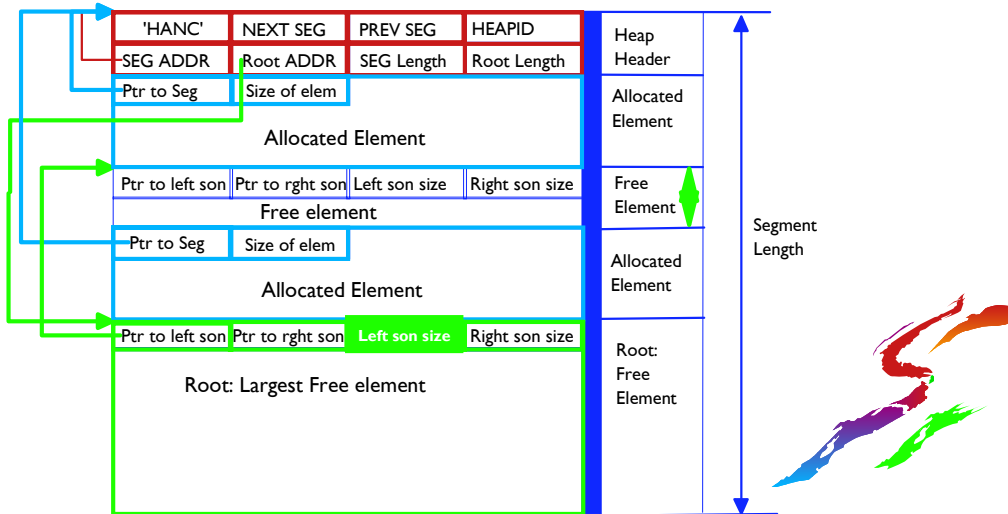 'HANC' NEXT SEG PREV SEG HEAPID
SEG ADDR Root ADDR SEG Length Root Length
Heap
Header
Ptr to Seg Size of elem
Allocated Element
Allocated
Element
Ptr to left son Ptr to rght son Left son size Right son size
Free element
Free
Element
Segment
Length
Ptr to Seg Size of elem
Allocated Element
Allocated
Element
Ptr to left son Ptr to rght son Left son size Right son size
Root: Largest Free element
Root:
Free
Element